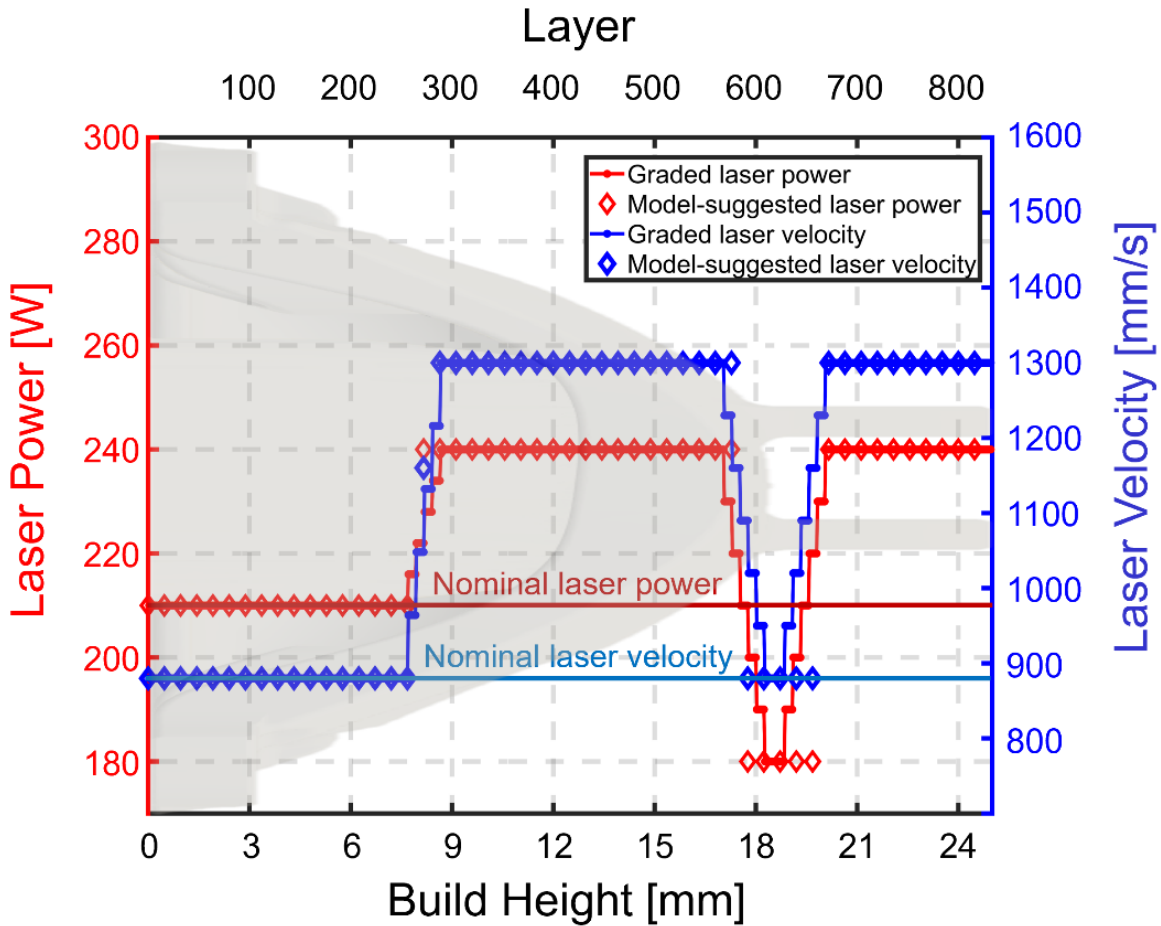 Layer
100 200 300 400 500 600 700 800
300
280
260
240
220
200
180
Laser Power [W]
1600
1500
1400
1300
1200
1100
1000
900
800
Laser Velocity [mm/s]
Graded laser power
Model-suggested laser power
Graded laser velocity
Model-suggested laser velocity
Nominal laser power
Nominal laser velocity
0 3 6 9 12 15 18 21 24
Build Height [mm]